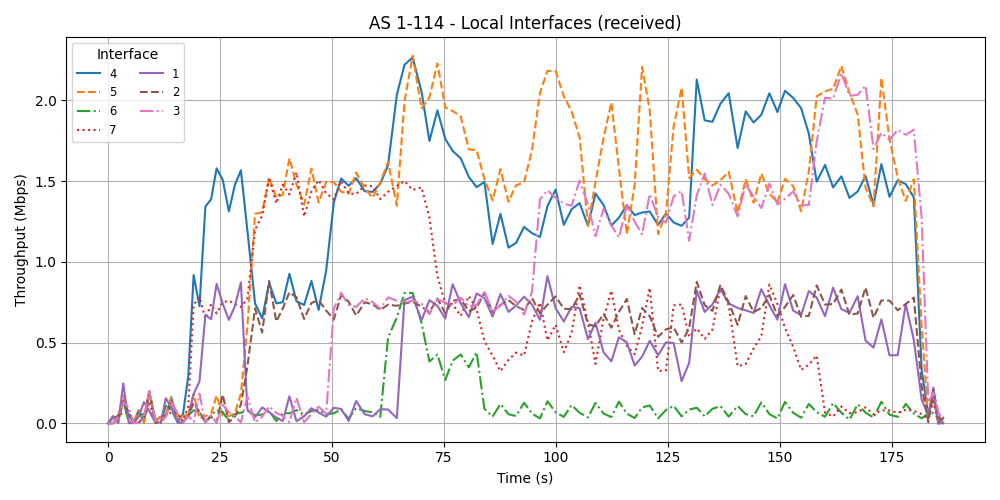 AS 1-114 - Local Interfaces (received)
Interface
4 1
5 2
6 3
7
Throughput (Mbps)
2.0
1.5
1.0
0.5
0.0
0 25 50 75 100 125 150 175
Time (s)